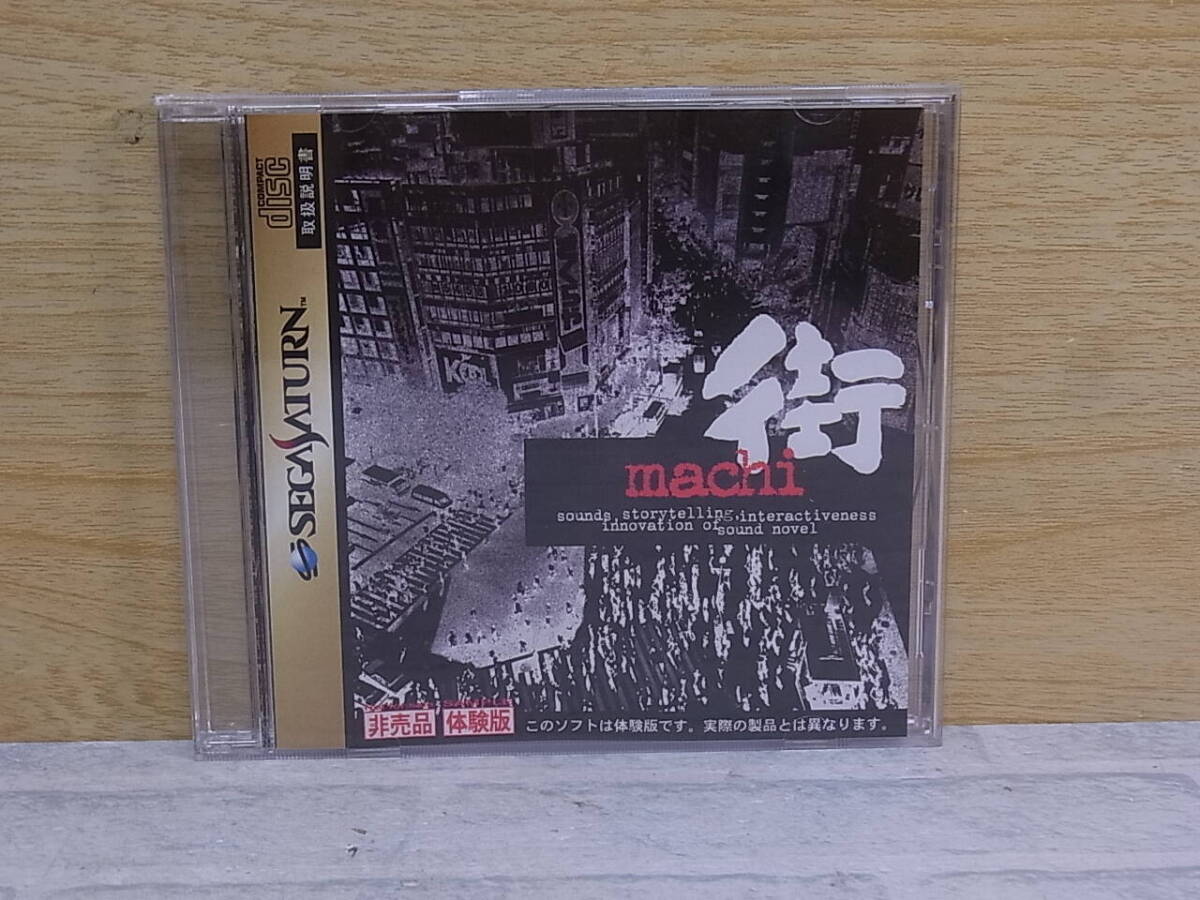 COMPACT
disc
取扱説明書
SEGA SATURN™
街
machi
sounds storytelling, interactiveness
innovation of sound novel
非売品
体験版
このソフトは体験版です。実際の製品とは異なります。